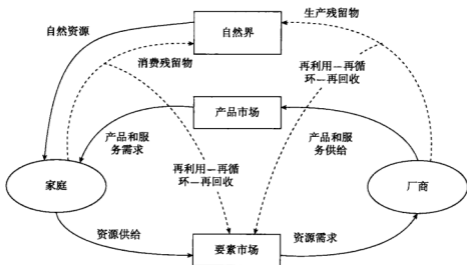 生产残留物
自然资源
自然界
消费残留物
再利用—再循
环—再回收
产品市场
产品和服
务需求
产品和服
务供给
再利用—再循
环—再回收
家庭
厂商
资源供给
要素市场
资源需求